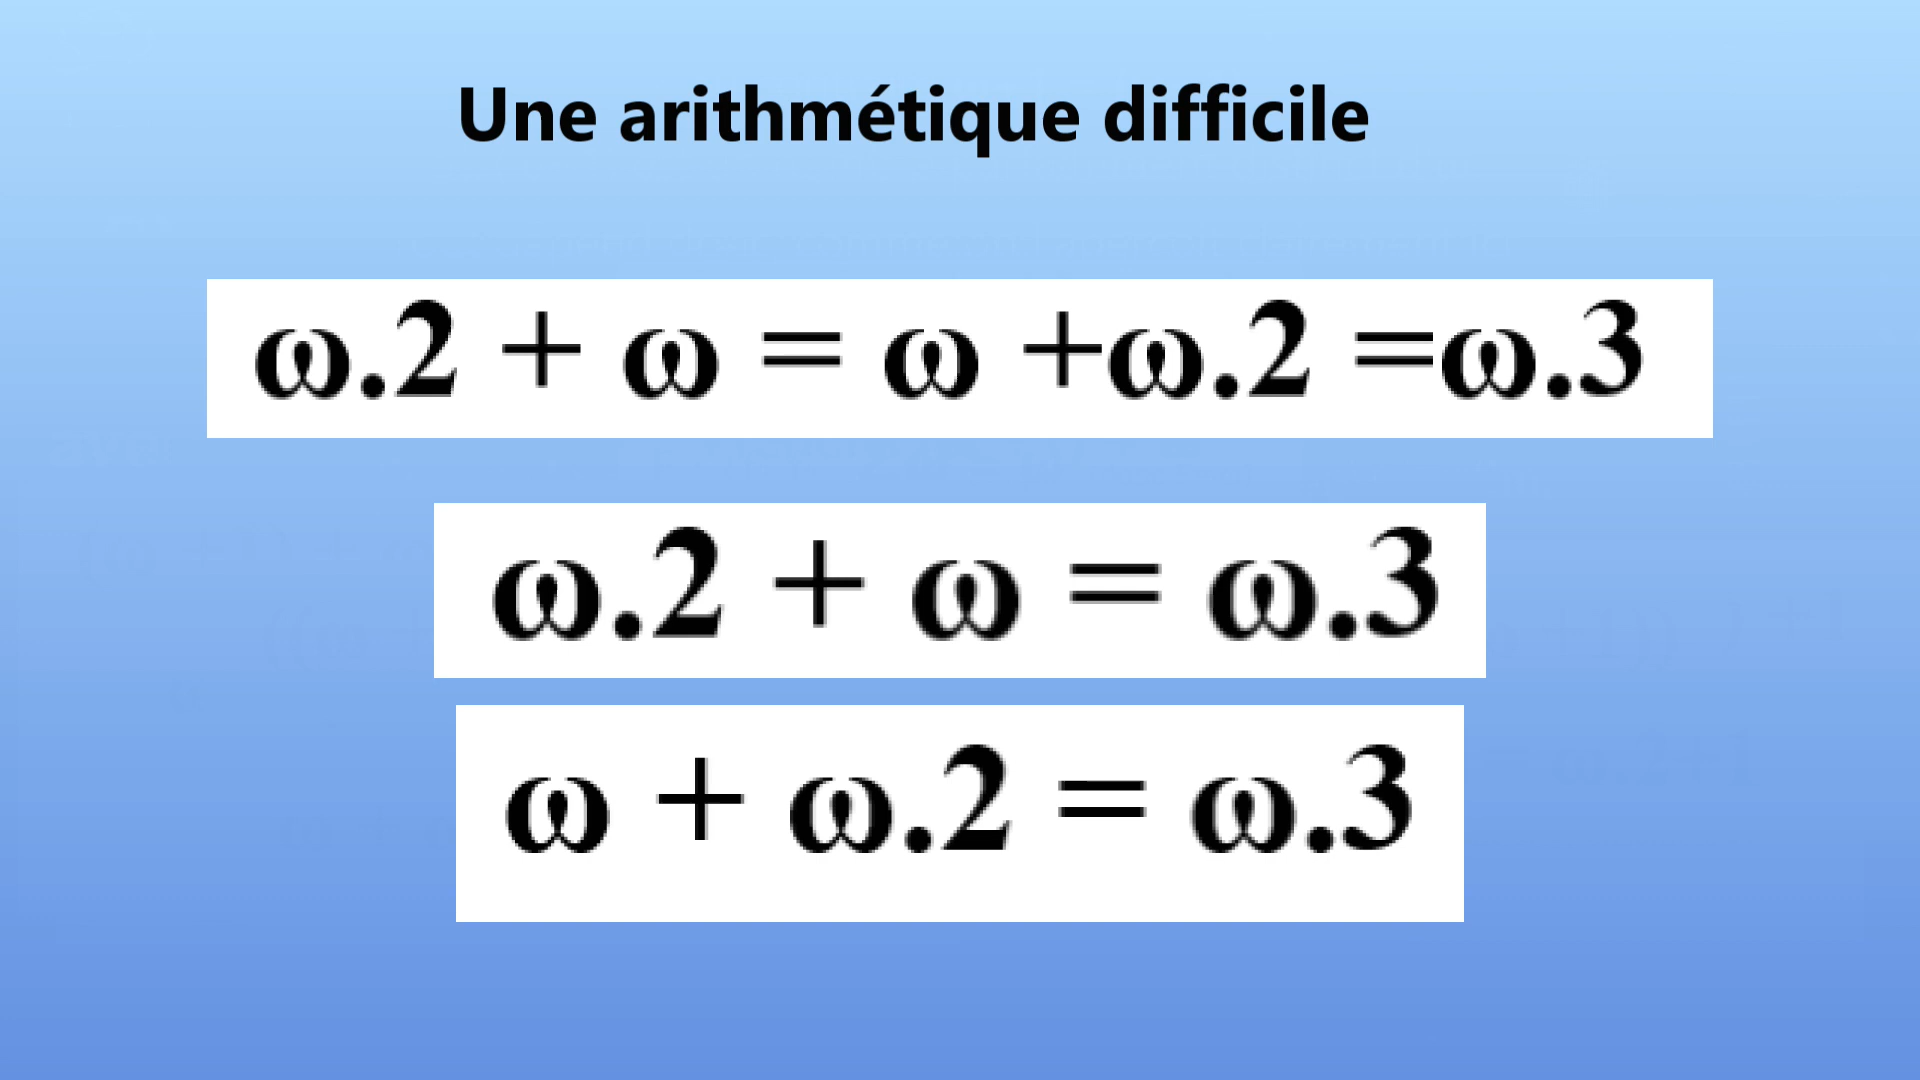 Une arithmétique difficile
ω.2 + ω = ω +ω.2 =ω.3
ω.2 + ω = ω.3
ω + ω.2 = ω.3